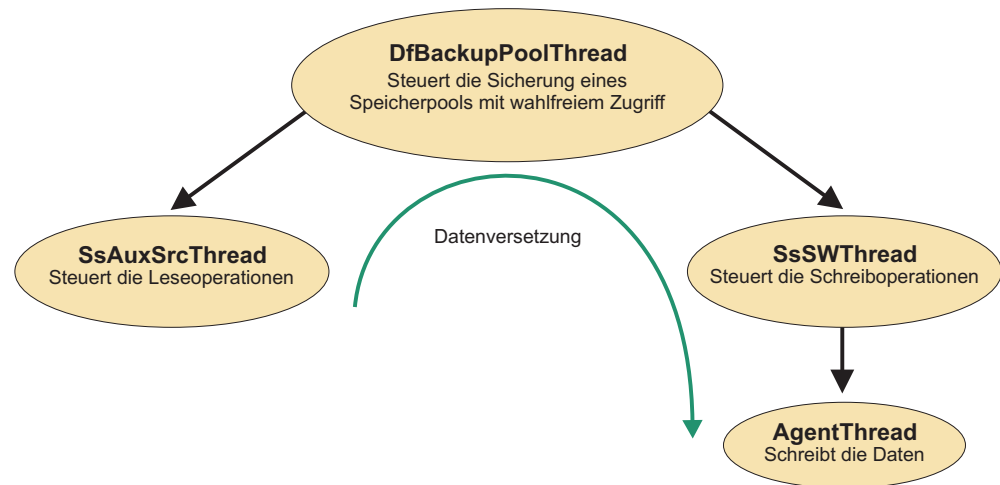 DfBackupPoolThread
Steuert die Sicherung eines
Speicherpools mit wahlfreiem Zugriff
Datenversetzung
SsAuxSrcThread
Steuert die Leseoperationen
SsSWThread
Steuert die Schreiboperationen
AgentThread
Schreibt die Daten